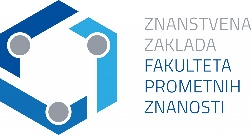 ZNANSTVENA
ZAKLADA
FAKULTETA
PROMETNIH
ZNANOSTI